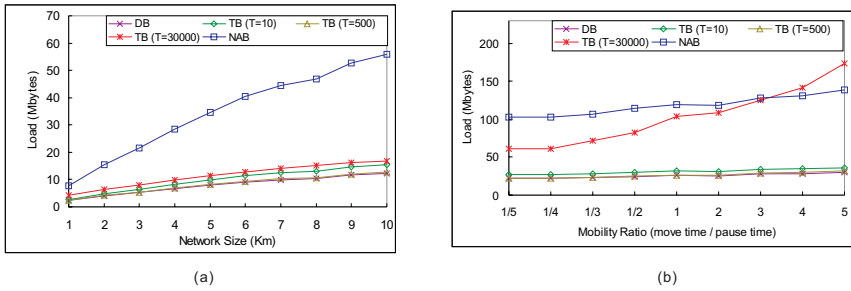 DB
TB (T=10)
TB (T=500)
TB (T=30000)
NAB
70
60
50
40
30
20
10
0
Load (Mbytes)
1 2 3 4 5 6 7 8 9 10
Network Size (Km)
(a)
DB
TB (T=10)
TB (T=500)
TB (T=30000)
NAB
200
150
100
50
0
Load (Mbytes)
1/5 1/4 1/3 1/2 1 2 3 4 5
Mobility Ratio (move time / pause time)
(b)